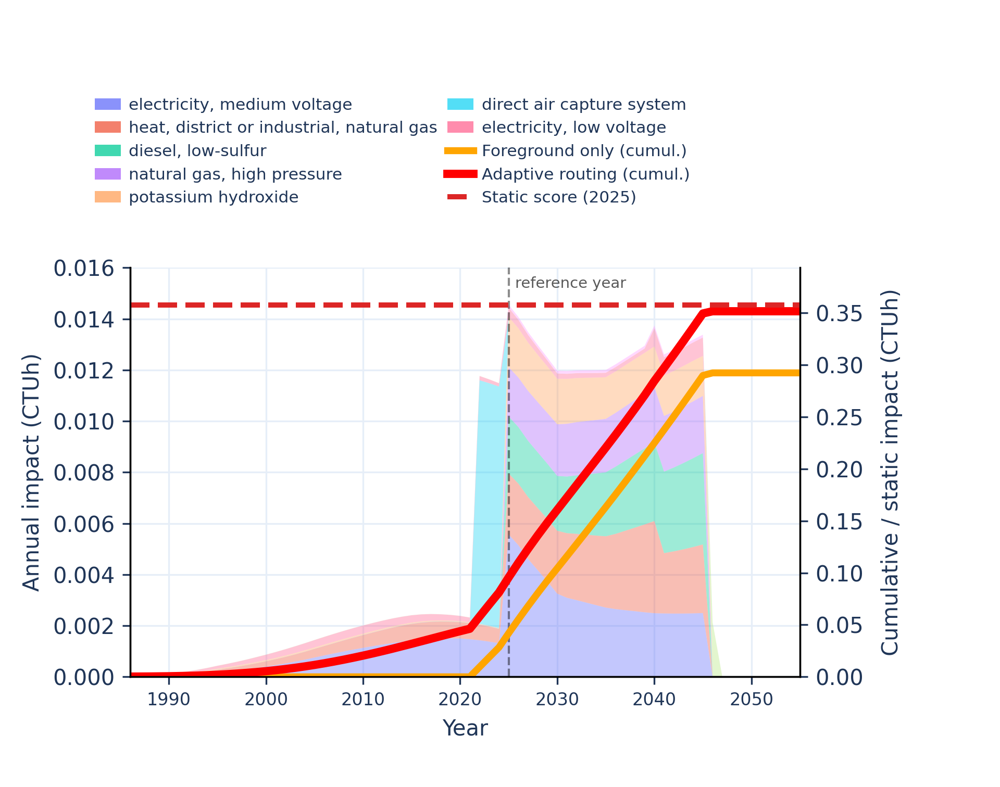 electricity, medium voltage
heat, district or industrial, natural gas
diesel, low-sulfur
natural gas, high pressure
potassium hydroxide
direct air capture system
electricity, low voltage
Foreground only (cumul.)
Adaptive routing (cumul.)
Static score (2025)
reference year
Annual impact (CTUh)
0.016
0.014
0.012
0.010
0.008
0.006
0.004
0.002
0.000
0.35
0.30
0.25
0.20
0.15
0.10
0.05
0.00
Cumulative / static impact (CTUh)
1990
2000
2010
2020
2030
2040
2050
Year